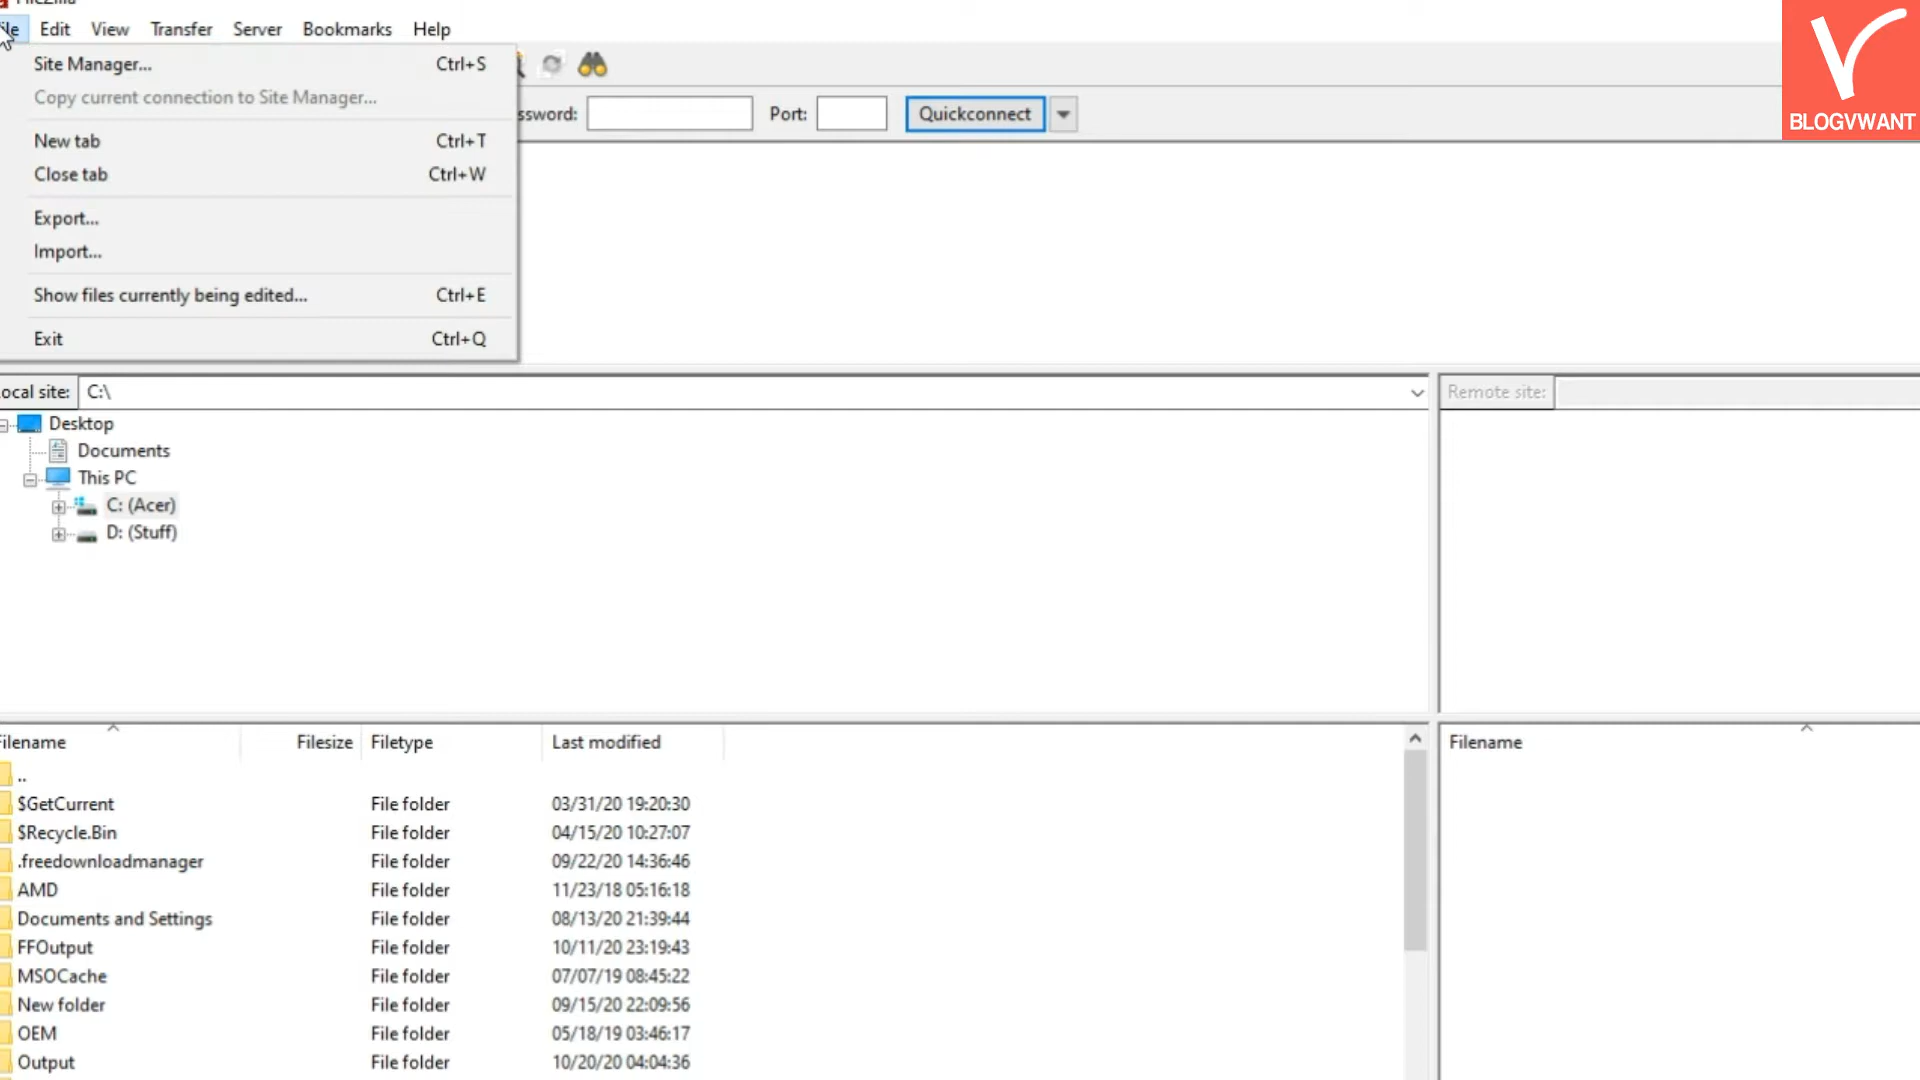 FileZilla
File Edit View Transfer Server Bookmarks Help
Site Manager... Ctrl+S
Copy current connection to Site Manager...
ssword: Port: Quickconnect
New tab Ctrl+T
Close tab Ctrl+W
Export...
Import...
Show files currently being edited... Ctrl+E
Exit Ctrl+Q
BLOGVWANT
ocal site: C:\
Remote site:
Desktop
Documents
This PC
C: (Acer)
D: (Stuff)
Filename Filesize Filetype Last modified
Filename
..
$GetCurrent File folder 03/31/20 19:20:30
$Recycle.Bin File folder 04/15/20 10:27:07
.freedownloadmanager File folder 09/22/20 14:36:46
AMD File folder 11/23/18 05:16:18
Documents and Settings File folder 08/13/20 21:39:44
FFOutput File folder 10/11/20 23:19:43
MSOCache File folder 07/07/19 08:45:22
New folder File folder 09/15/20 22:09:56
OEM File folder 05/18/19 03:46:17
Output File folder 10/20/20 04:04:36